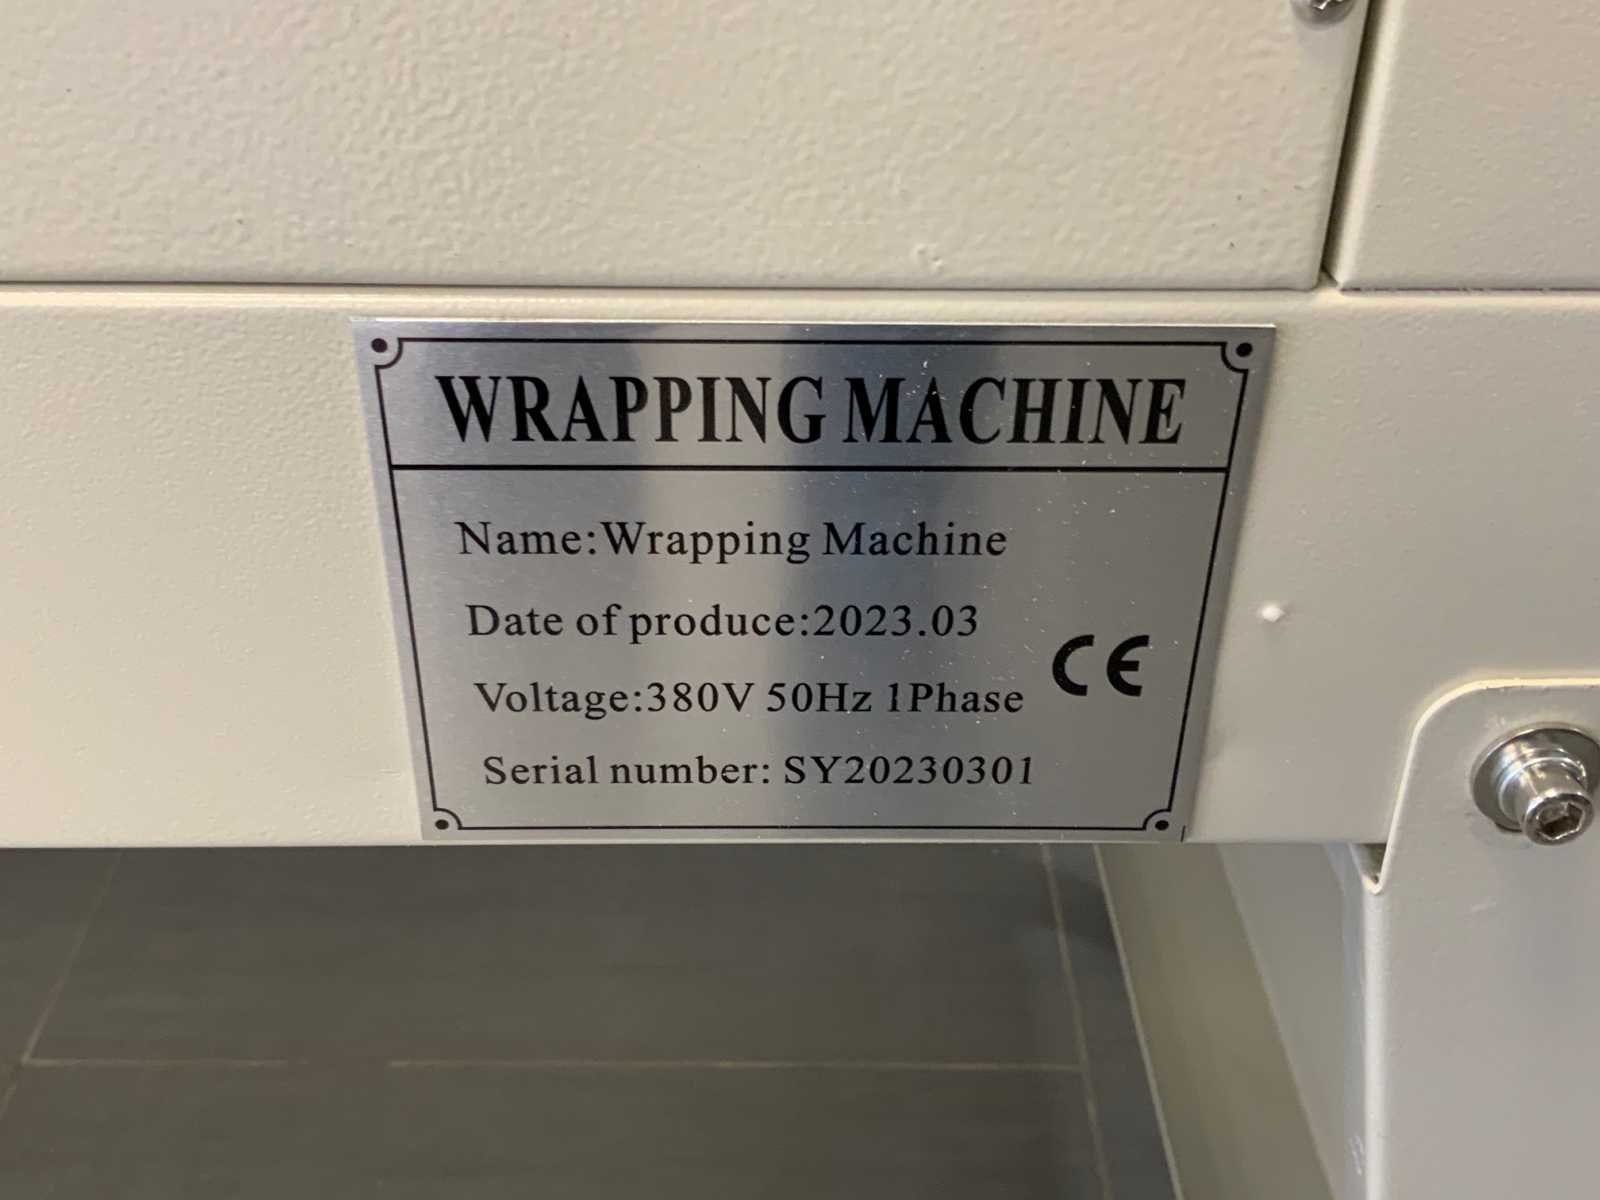 WRAPPING MACHINE
Name:Wrapping Machine
Date of produce:2023.03
Voltage:380V 50Hz 1Phase
CE
Serial number: SY20230301